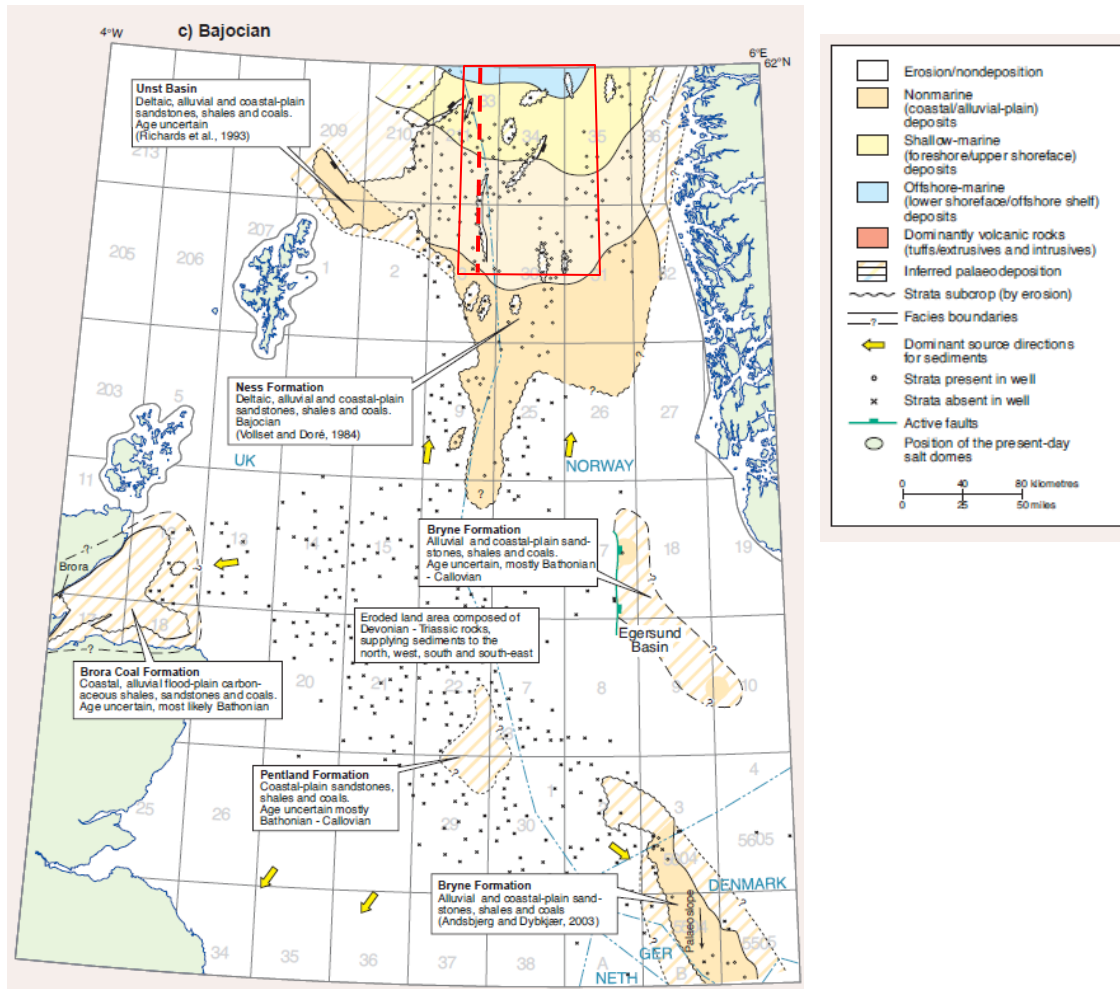 c) Bajocian
4°W
6°E
62°N
Unst Basin
Deltaic, alluvial and coastal-plain
sandstones, shales and coals.
Age uncertain
(Richards et al., 1993)
213
209
210
33
34
35
36
205
206
207
1
2
30
31
32
Ness Formation
Deltaic, alluvial and coastal-plain
sandstones, shales and coals.
Bajocian
(Vollset and Doré, 1984)
203
5
9
25
26
27
UK
NORWAY
11
?
Bryne Formation
Alluvial and coastal-plain sand-
stones, shales and coals.
Age uncertain, mostly Bathonian
- Callovian
12
13
14
15
17
18
19
Brora
17
18
Eroded land area composed of
Devonian - Triassic rocks,
supplying sediments to the
north, west, south and south-east
Egersund
Basin
Brora Coal Formation
Coastal, alluvial flood-plain carbon-
aceous shales, sandstones and coals.
Age uncertain, most likely Bathonian
20
21
22
7
8
9
10
23
Pentland Formation
Coastal-plain sandstones,
shales and coals.
Age uncertain mostly
Bathonian - Callovian
25
26
29
30
1
3
4
5604
5605
Bryne Formation
Alluvial and coastal-plain sand-
stones, shales and coals
(Andsbjerg and Dybkjær, 2003)
DENMARK
Palaeoslope
5504
5505
34
35
36
37
38
A
B
GER
NETH
Erosion/nondeposition
Nonmarine
(coastal/alluvial-plain)
deposits
Shallow-marine
(foreshore/upper shoreface)
deposits
Offshore-marine
(lower shoreface/offshore shelf)
deposits
Dominantly volcanic rocks
(tuffs/extrusives and intrusives)
Inferred palaeodeposition
Strata subcrop (by erosion)
?
Facies boundaries
Dominant source directions
for sediments
Strata present in well
Strata absent in well
Active faults
Position of the present-day
salt domes
0 40 80 kilometres
0 25 50 miles